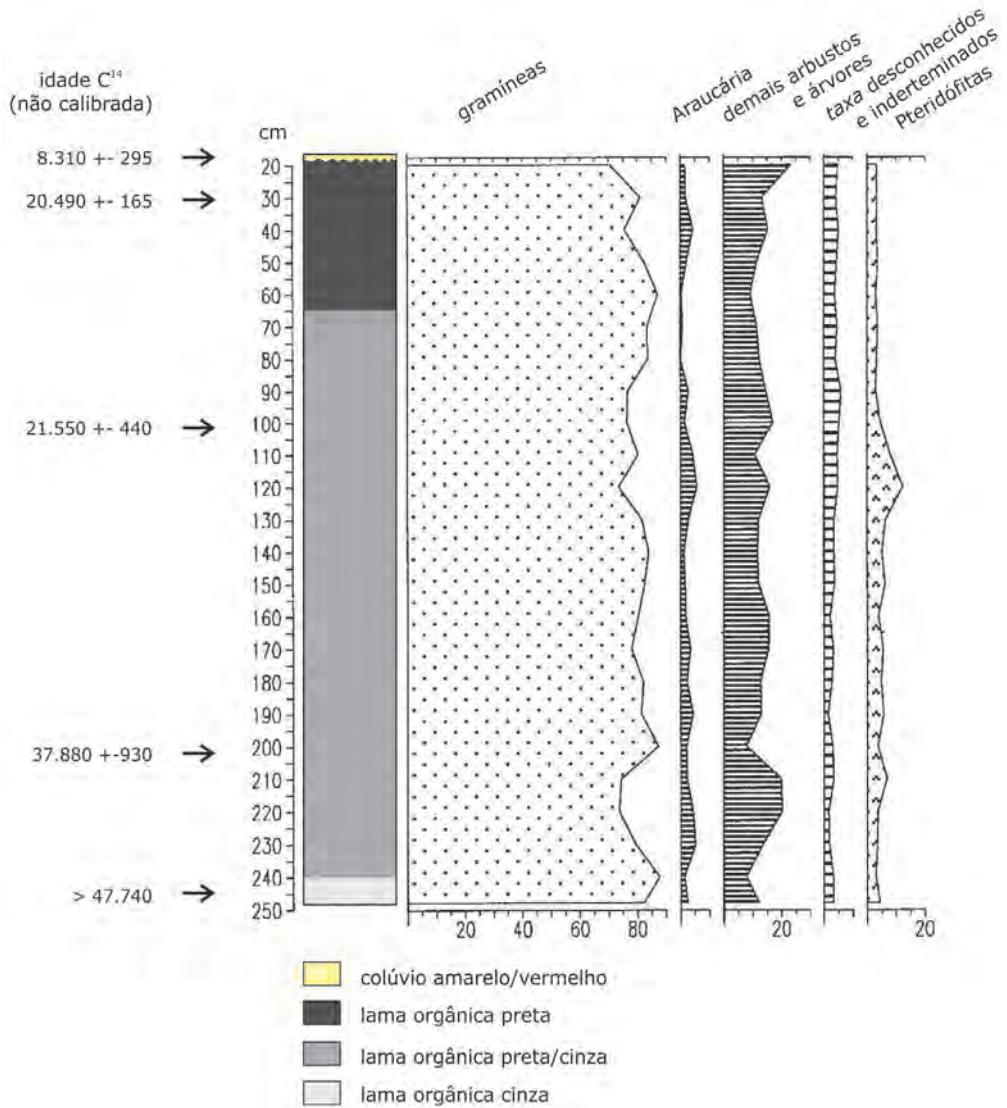 idade C¹⁴
(não calibrada)
cm
gramíneas
Araucária
demais arbustos
e árvores
taxa desconhecidos
e inderteminados
Pteridófitas
8.310 +- 295
20.490 +- 165
21.550 +- 440
37.880 +-930
> 47.740
20
30
40
50
60
70
80
90
100
110
120
130
140
150
160
170
180
190
200
210
220
230
240
250
20
40
60
80
20
20
colúvio amarelo/vermelho
lama orgânica preta
lama orgânica preta/cinza
lama orgânica cinza